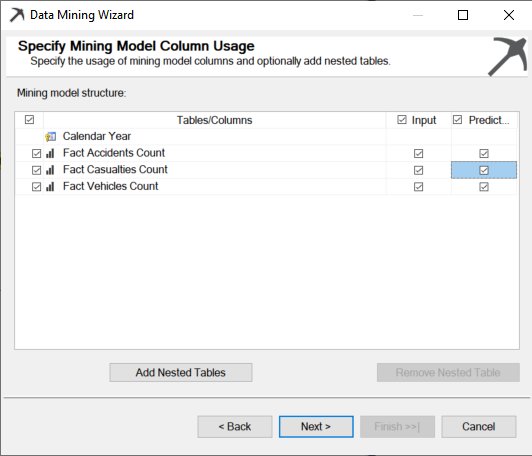 Data Mining Wizard
Specify Mining Model Column Usage
Specify the usage of mining model columns and optionally add nested tables.
Mining model structure:
Tables/Columns Input Predict...
Calendar Year
Fact Accidents Count
Fact Casualties Count
Fact Vehicles Count
Add Nested Tables Remove Nested Table
< Back Next > Finish >>| Cancel